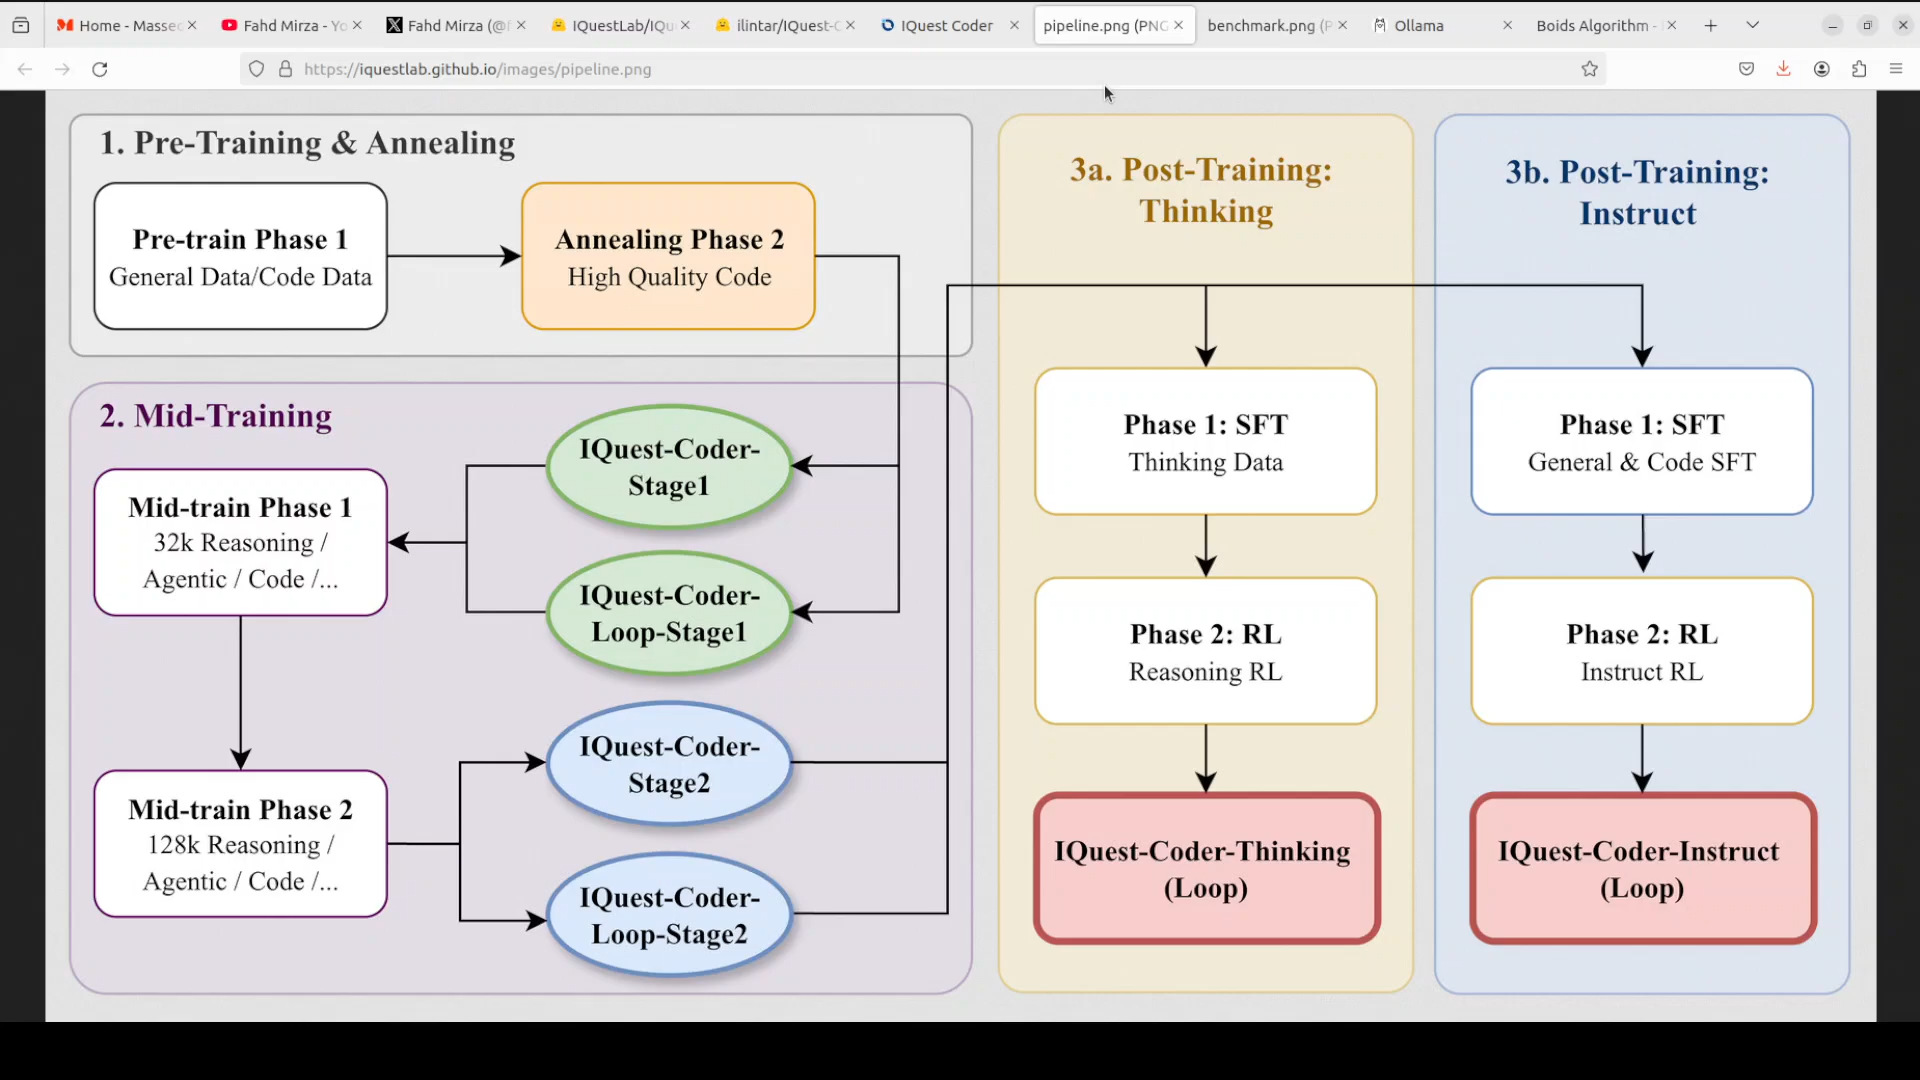 Home - Massed
Fahd Mirza - Yo
Fahd Mirza (@f
IQuestLab/IQu
ilintar/IQuest-C
IQuest Coder
pipeline.png (PNG
benchmark.png (P
Ollama
Boids Algorithm -
https://iquestlab.github.io/images/pipeline.png
1. Pre-Training & Annealing
Pre-train Phase 1
General Data/Code Data
Annealing Phase 2
High Quality Code
2. Mid-Training
IQuest-Coder-
Stage1
Mid-train Phase 1
32k Reasoning /
Agentic / Code /...
IQuest-Coder-
Loop-Stage1
IQuest-Coder-
Stage2
Mid-train Phase 2
128k Reasoning /
Agentic / Code /...
IQuest-Coder-
Loop-Stage2
3a. Post-Training:
Thinking
Phase 1: SFT
Thinking Data
Phase 2: RL
Reasoning RL
IQuest-Coder-Thinking
(Loop)
3b. Post-Training:
Instruct
Phase 1: SFT
General & Code SFT
Phase 2: RL
Instruct RL
IQuest-Coder-Instruct
(Loop)